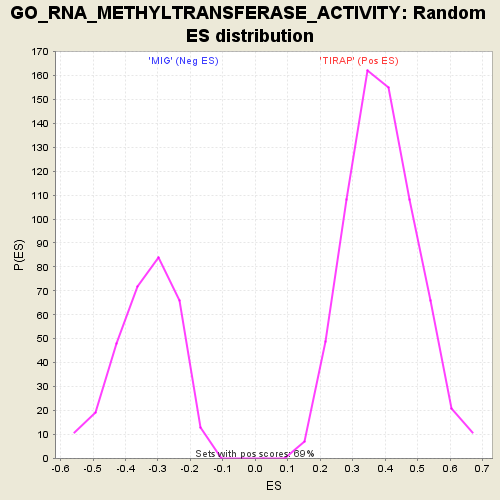 GO_RNA_METHYLTRANSFERASE_ACTIVITY: Random
ES distribution
'MIG' (Neg ES) 'TIRAP' (Pos ES)
170
160
150
140
130
120
110
100
90
80
70
60
50
40
30
20
10
0
P(ES)
Sets with pos scores: 69%
-0.6 -0.5 -0.4 -0.3 -0.2 -0.1 0.0 0.1 0.2 0.3 0.4 0.5 0.6 0.7
ES